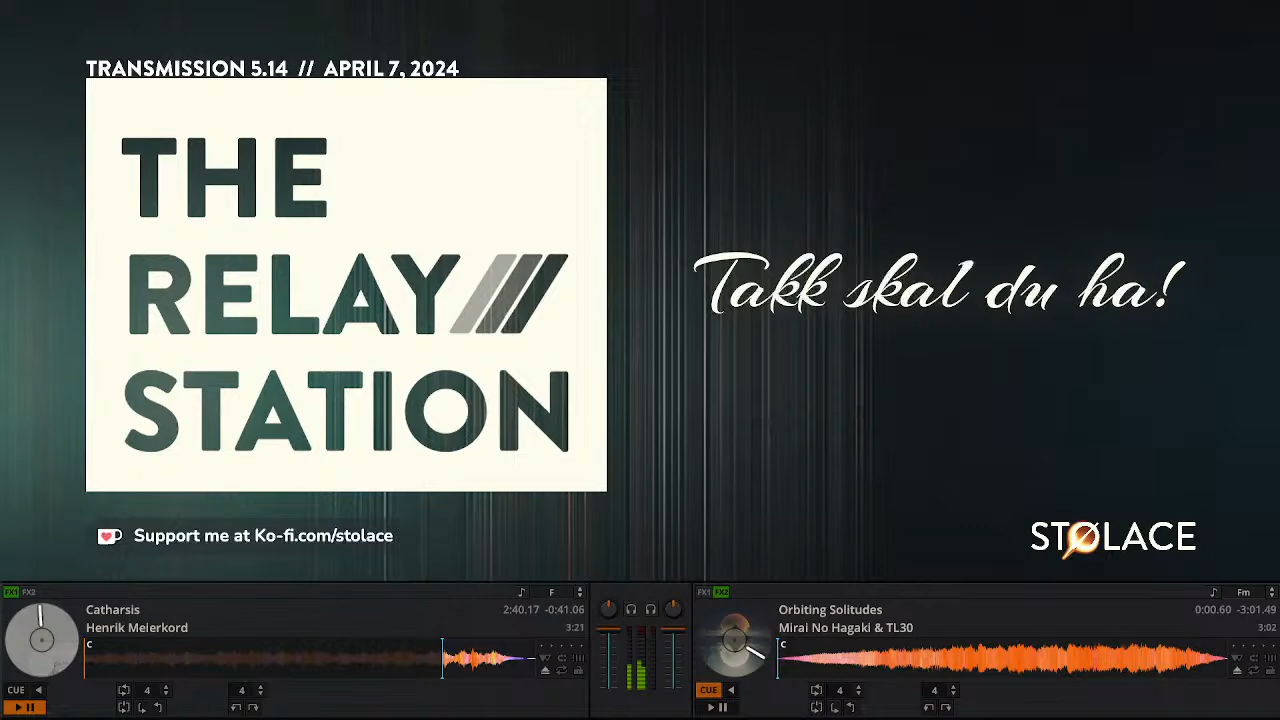 TRANSMISSION 5.14 // APRIL 7, 2024
THE
RELAY
STATION
Takk skal du ha!
Support me at Ko-fi.com/stolace
STØLACE
FX1 FX2
F
Catharsis
2:40.17 -0:41.06
Henrik Meierkord
3:21
C
CUE
4
4
FX1 FX2
Fm
Orbiting Solitudes
0:00.60 -3:01.49
Mirai No Hagaki & TL30
3:02
C
CUE
4
4